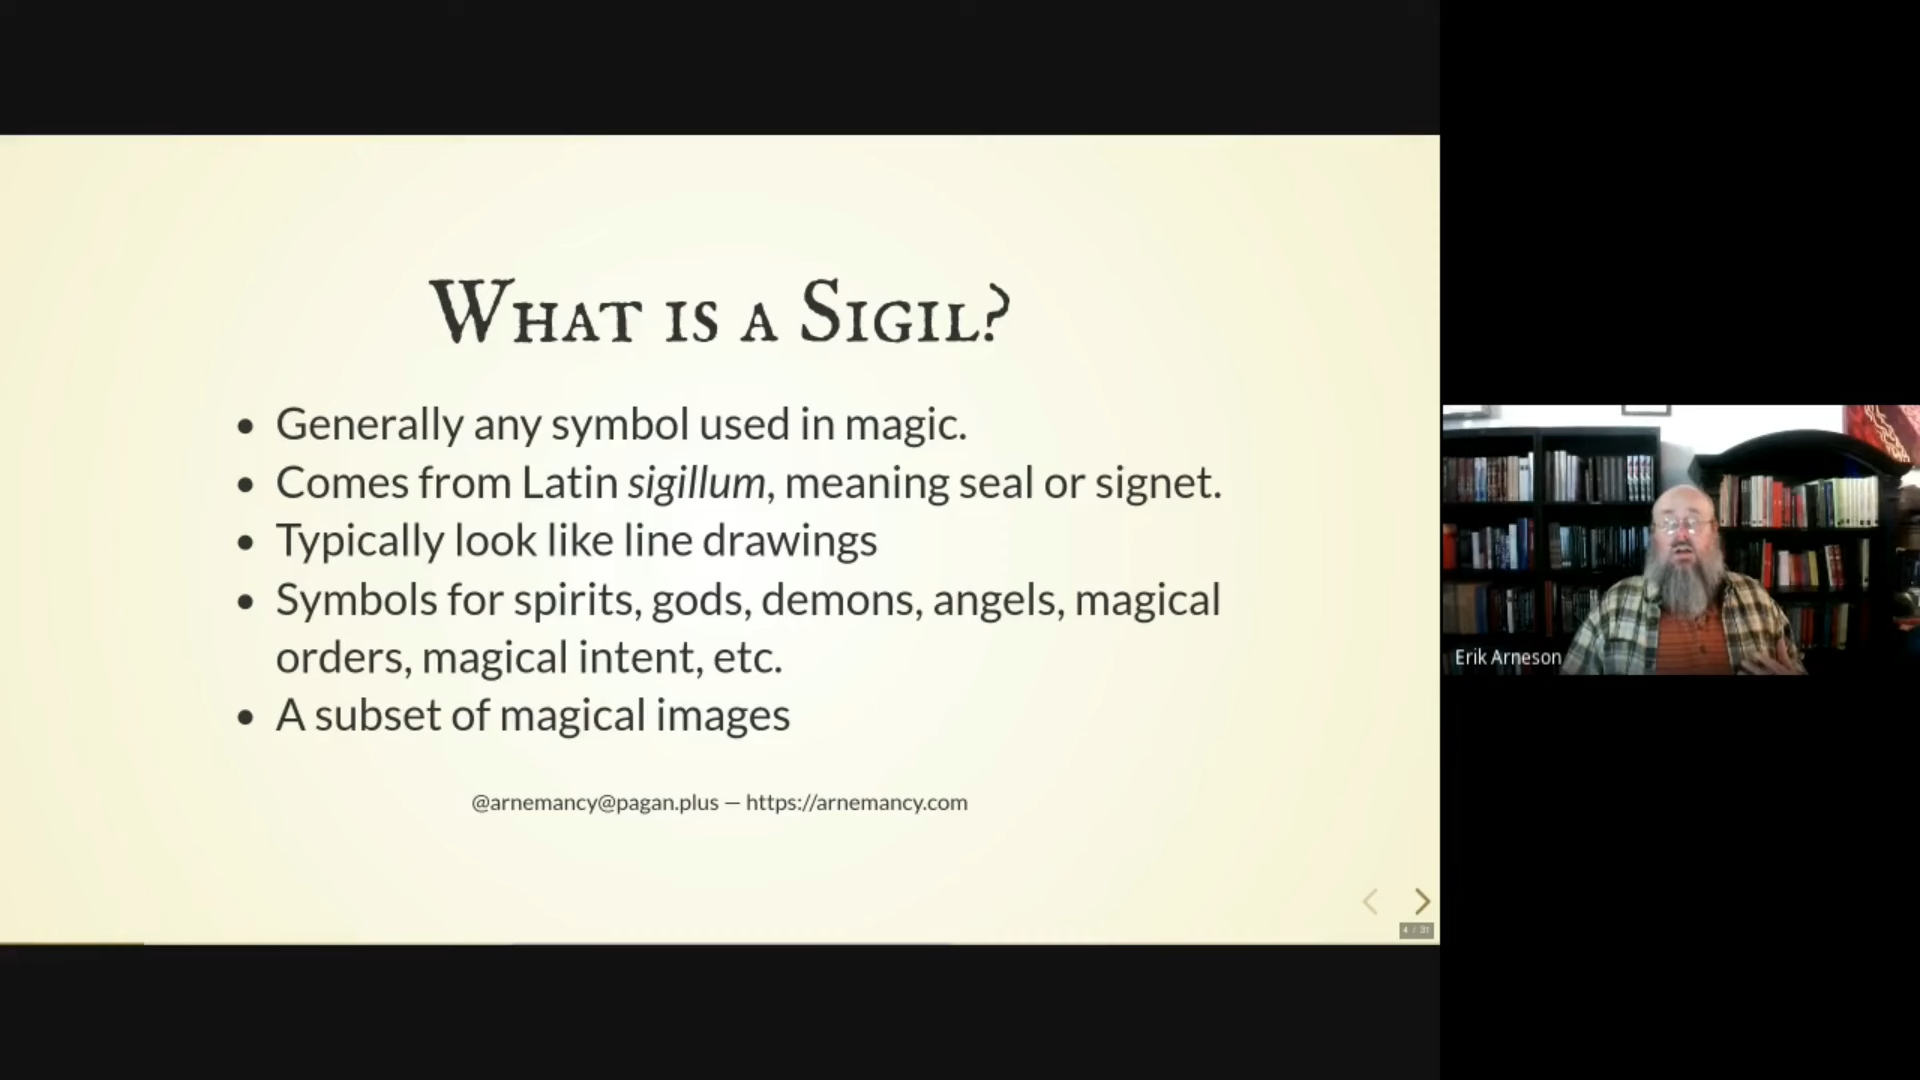 What is a Sigil?
• Generally any symbol used in magic.
• Comes from Latin sigillum, meaning seal or signet.
• Typically look like line drawings
• Symbols for spirits, gods, demons, angels, magical
orders, magical intent, etc.
• A subset of magical images
@arnemancy@pagan.plus — https://arnemancy.com
4 / 31
Erik Arneson